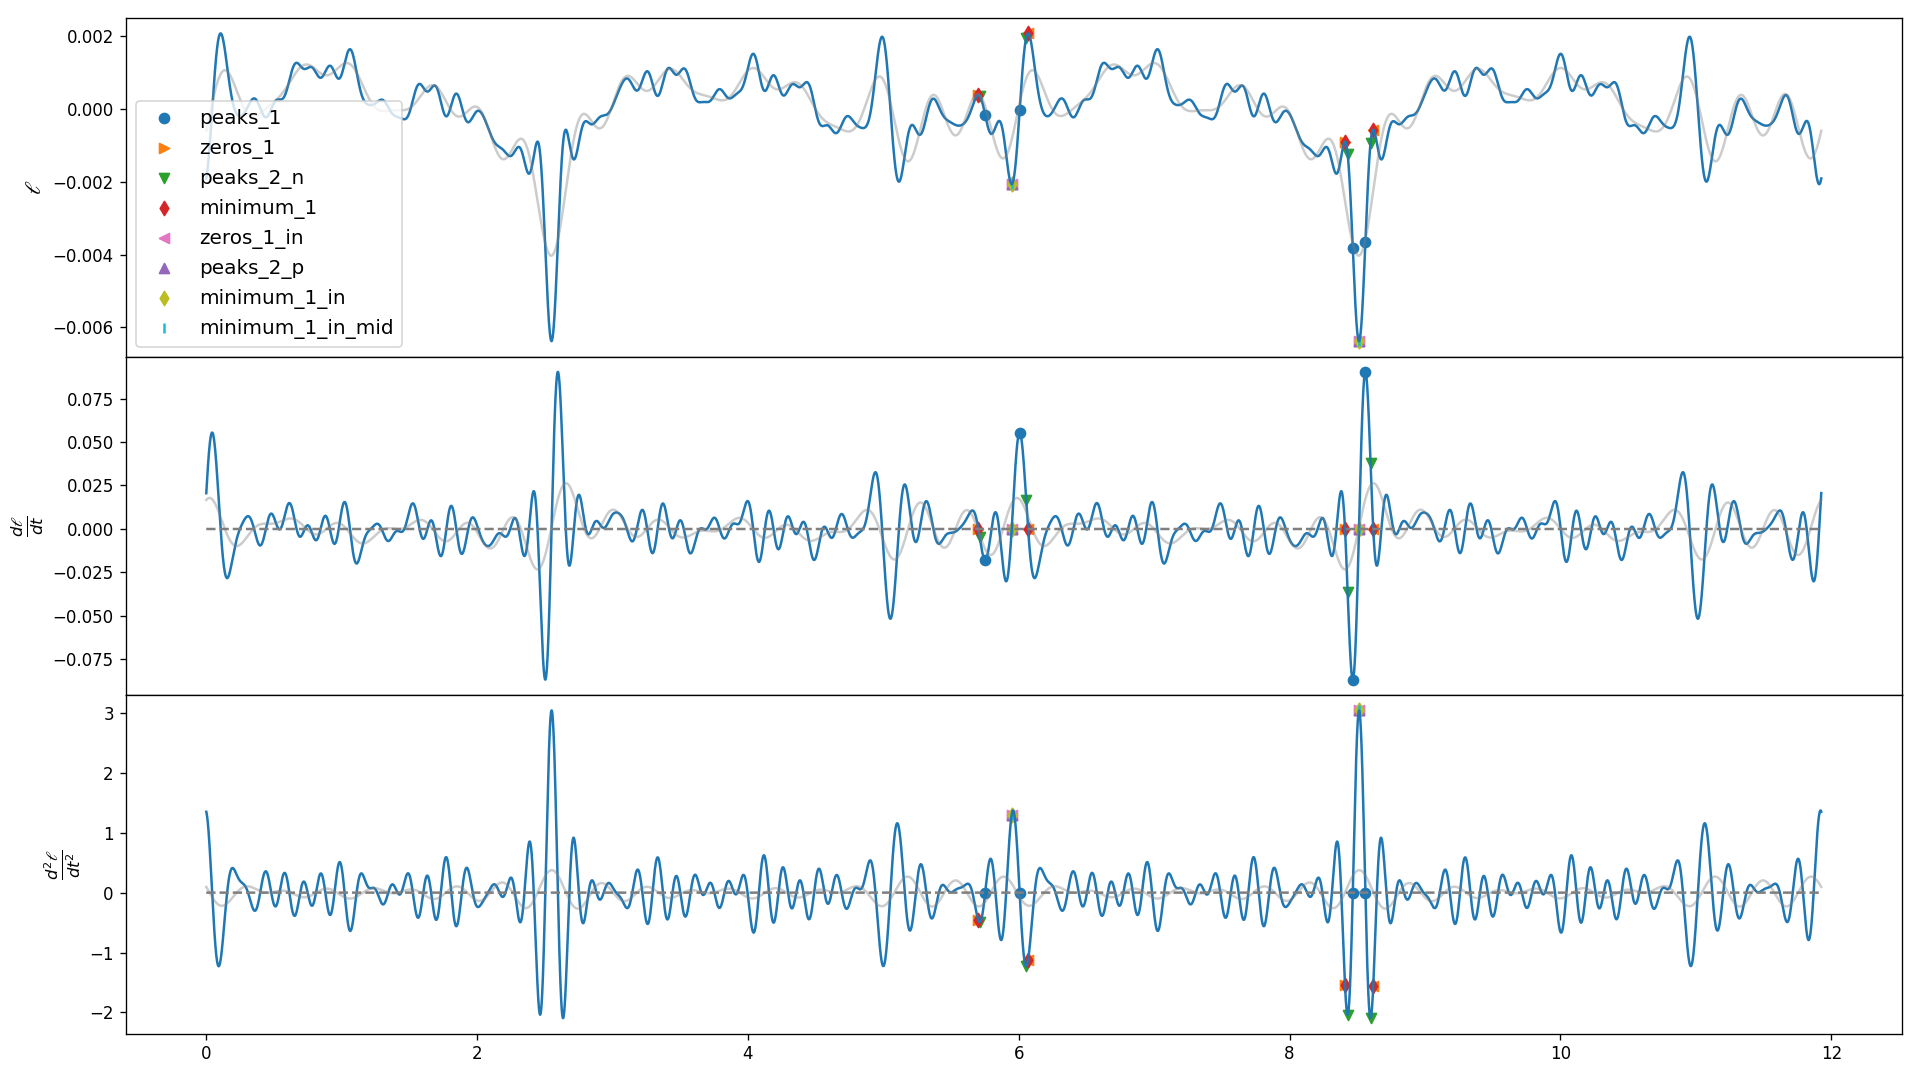 0.002
0.000
−0.002
−0.004
−0.006
ℓ
peaks_1
zeros_1
peaks_2_n
minimum_1
zeros_1_in
peaks_2_p
minimum_1_in
minimum_1_in_mid
0.075
0.050
0.025
0.000
−0.025
−0.050
−0.075
dℓ
dt
3
2
1
0
−1
−2
d²ℓ
dt²
0 2 4 6 8 10 12